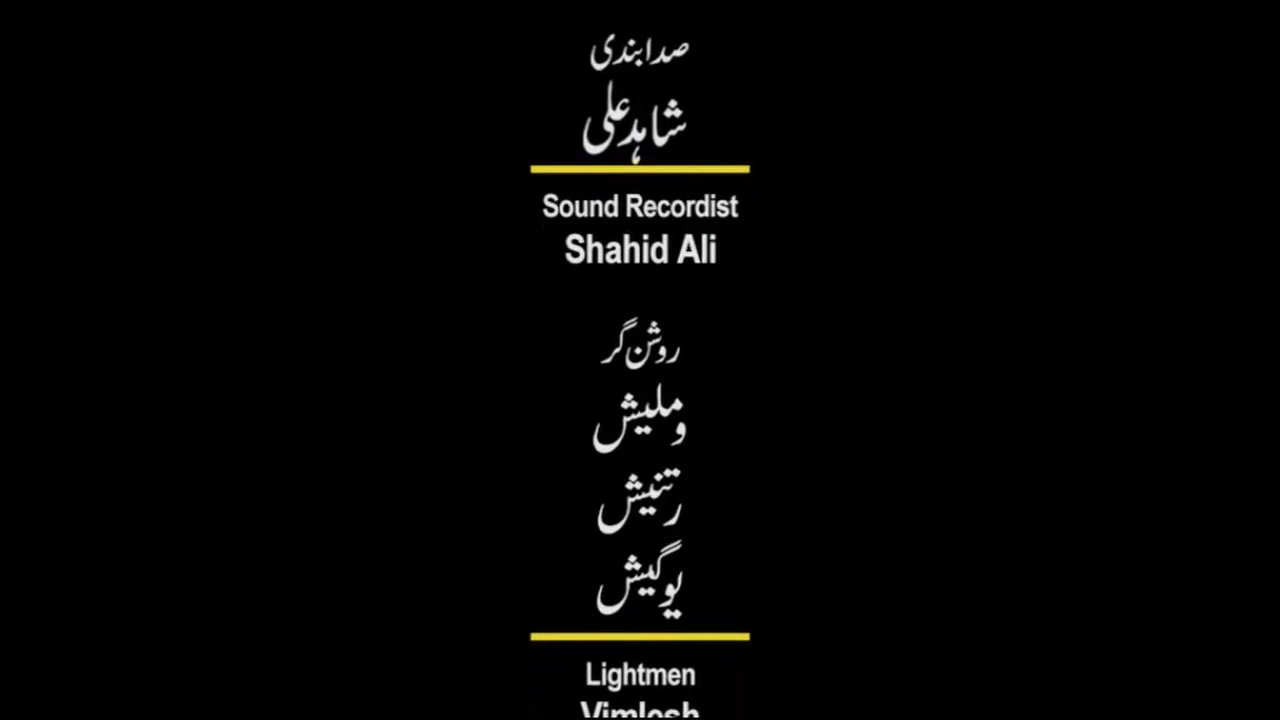 صدابندی
شاہد علی
Sound Recordist
Shahid Ali
روشن گر
وملیش
رتنیش
یوگیش
Lightmen